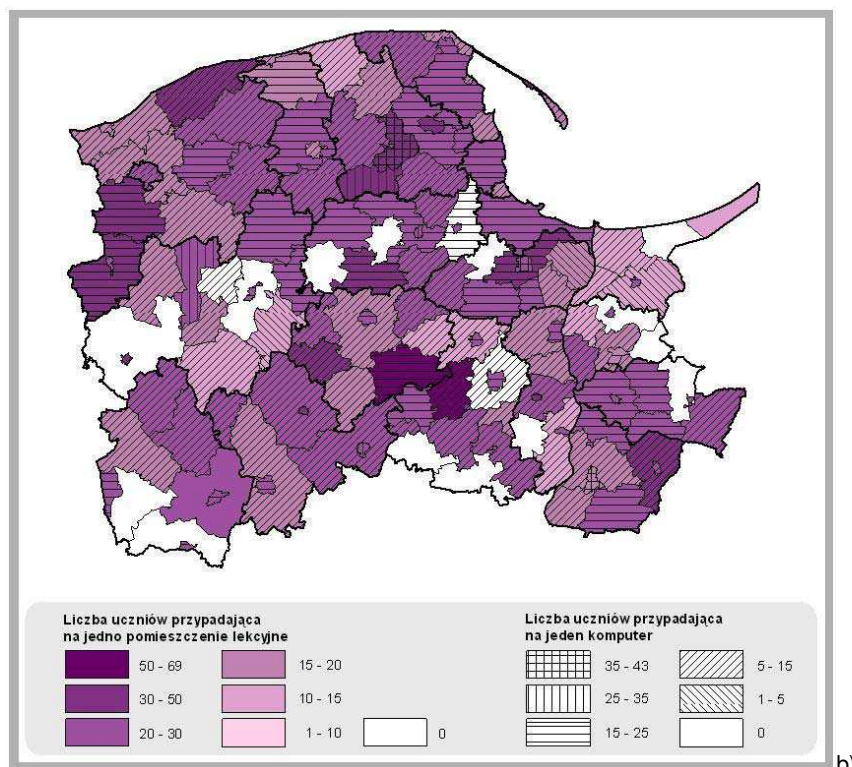 Liczba uczniów przypadająca
na jedno pomieszczenie lekcyjne
50 - 69
30 - 50
20 - 30
15 - 20
10 - 15
1 - 10
0
Liczba uczniów przypadająca
na jeden komputer
35 - 43
25 - 35
15 - 25
5 - 15
1 - 5
0
b)